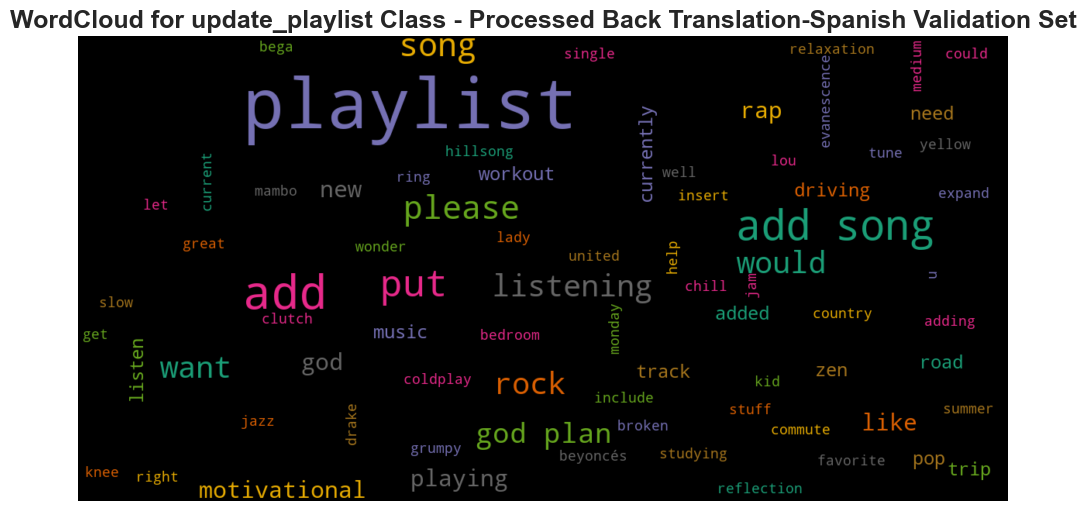 WordCloud for update_playlist Class - Processed Back Translation-Spanish Validation Set
bega
song
single
relaxation
medium
could
playlist
evanescence
rap
need
currently
hillsong
yellow
tune
lou
current
mambo
new
ring
workout
well
insert
driving
expand
let
please
add song
great
wonder
lady
united
help
would
u
add
put
listening
chill
jam
slow
clutch
music
bedroom
monday
added
country
adding
get
listen
want
god
coldplay
rock
track
include
kid
zen
road
jazz
drake
god plan
broken
stuff
commute
like
summer
grumpy
beyoncés
studying
favorite
pop
trip
knee
right
motivational
playing
reflection